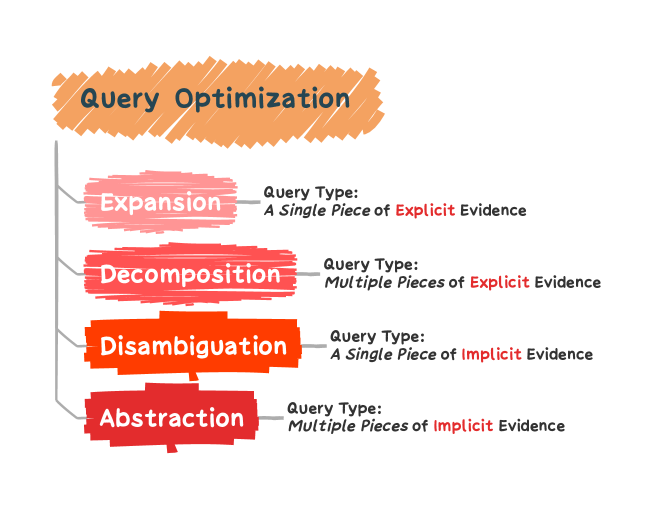 Query Optimization
Expansion
Query Type:
A Single Piece of Explicit Evidence
Decomposition
Query Type:
Multiple Pieces of Explicit Evidence
Disambiguation
Query Type:
A Single Piece of Implicit Evidence
Abstraction
Query Type:
Multiple Pieces of Implicit Evidence